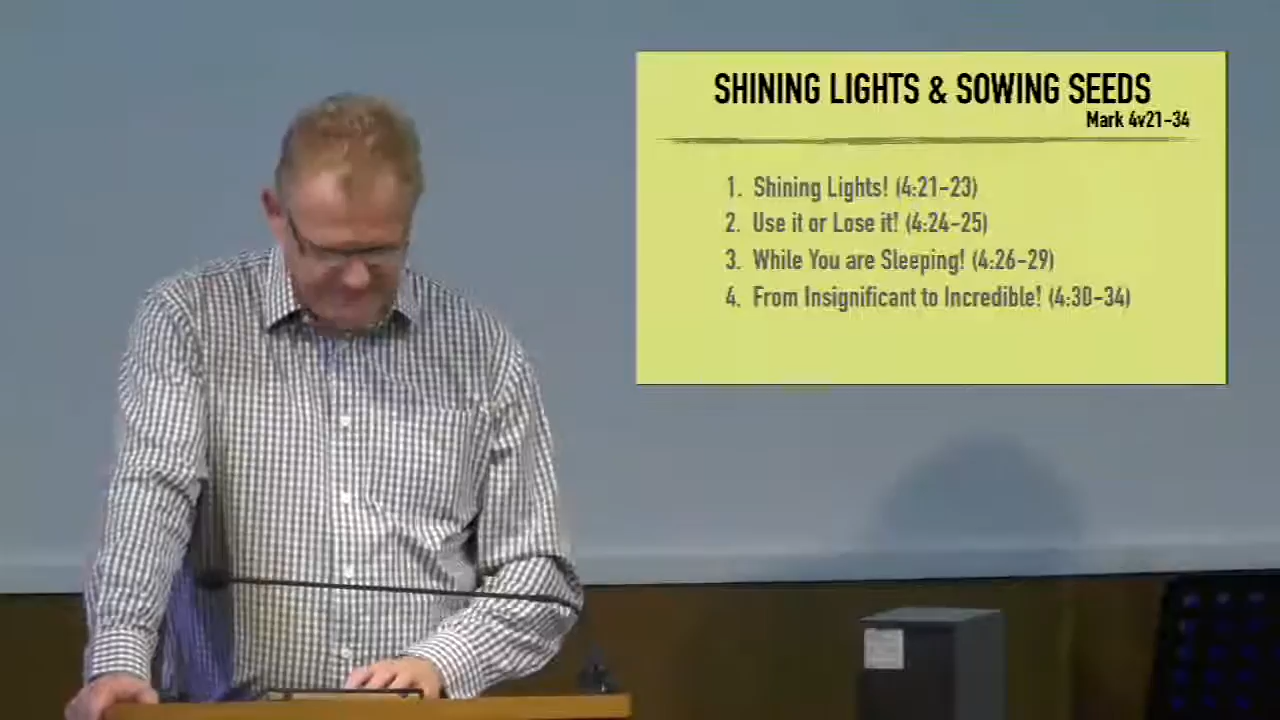 SHINING LIGHTS & SOWING SEEDS
Mark 4v21-34
1. Shining Lights! (4:21-23)
2. Use it or Lose it! (4:24-25)
3. While You are Sleeping! (4:26-29)
4. From Insignificant to Incredible! (4:30-34)